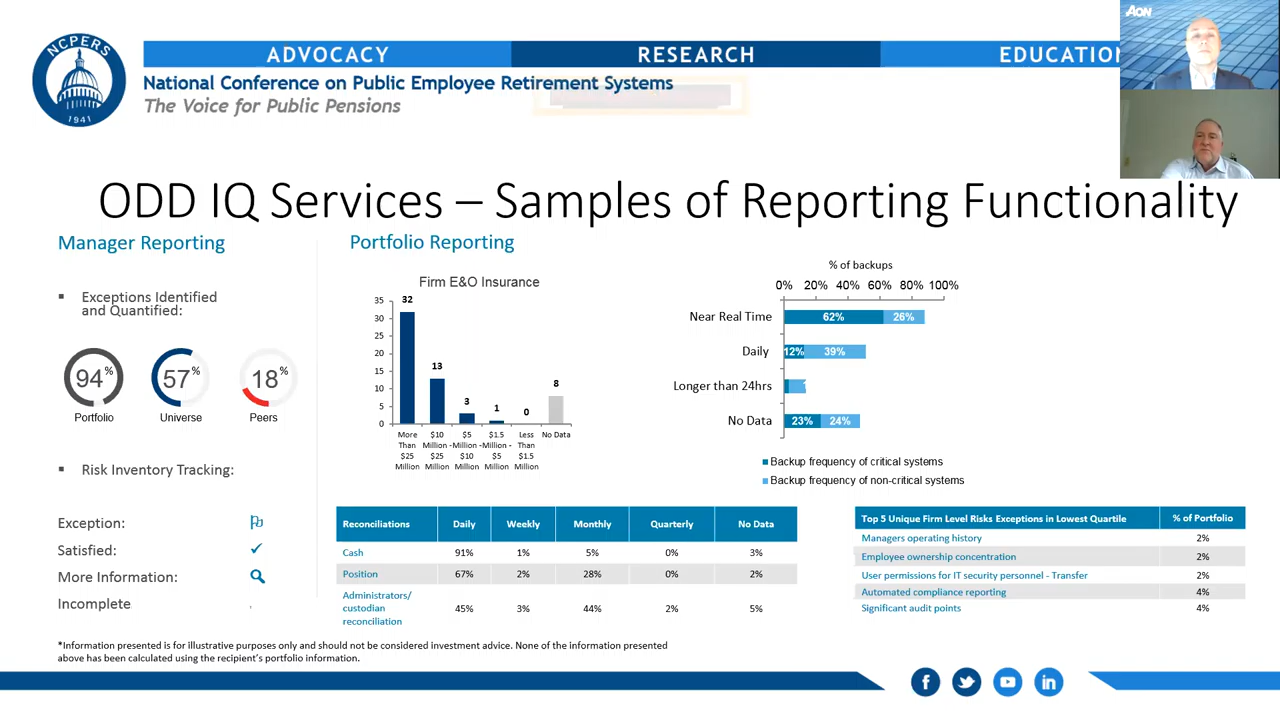 NCPERS
1941
ADVOCACY
RESEARCH
EDUCATION
National Conference on Public Employee Retirement Systems
The Voice for Public Pensions
AON
ODD IQ Services – Samples of Reporting Functionality
Manager Reporting
▪ Exceptions Identified
and Quantified:
94%
57%
18%
Portfolio
Universe
Peers
▪ Risk Inventory Tracking:
Exception:
Satisfied: ✓
More Information:
Incomplete
Portfolio Reporting
Firm E&O Insurance
35
30
25
20
15
10
5
0
32
13
3
1
0
8
More
Than
$25
Million
$10
Million -
$25
Million
$5
Million -
$10
Million
$1.5
Million -
$5
Million
Less
Than
$1.5
Million
No Data
% of backups
0% 20% 40% 60% 80% 100%
Near Real Time 62% 26%
Daily 12% 39%
Longer than 24hrs
No Data 23% 24%
Backup frequency of critical systems
Backup frequency of non-critical systems
Reconciliations Daily Weekly Monthly Quarterly No Data
Cash 91% 1% 5% 0% 3%
Position 67% 2% 28% 0% 2%
Administrators/
custodian
reconciliation
45% 3% 44% 2% 5%
Top 5 Unique Firm Level Risks Exceptions in Lowest Quartile % of Portfolio
Managers operating history 2%
Employee ownership concentration 2%
User permissions for IT security personnel - Transfer 2%
Automated compliance reporting 4%
Significant audit points 4%
*Information presented is for illustrative purposes only and should not be considered investment advice. None of the information presented
above has been calculated using the recipient's portfolio information.